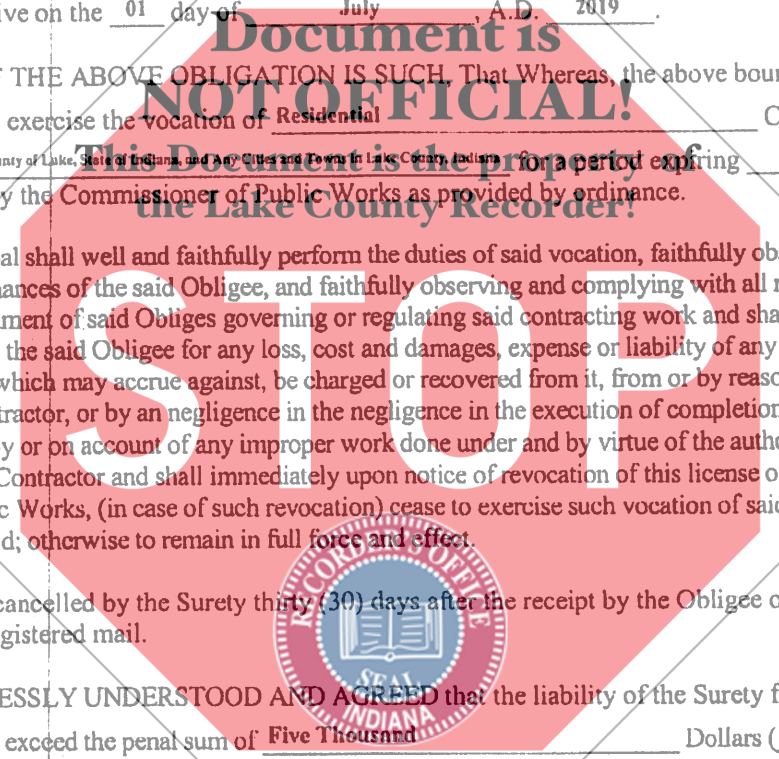 ive on the 01 day of July, A.D. 2019.
Document is
F THE ABOVE OBLIGATION IS SUCH, That Whereas, the above boun
NOT OFFICIAL!
exercise the vocation of Residential C
unty of Lake, State of Indiana, and Any Cities and Towns in Lake County, Indiana for a period expiring
This Document is the property of
y the Commissioner of Public Works as provided by ordinance.
the Lake County Recorder!
al shall well and faithfully perform the duties of said vocation, faithfully ob
nances of the said Obligee, and faithfully observing and complying with all r
ment of said Obliges governing or regulating said contracting work and sha
the said Obligee for any loss, cost and damages, expense or liability of any
which may accrue against, be charged or recovered from it, from or by reaso
tractor, or by an negligence in the negligence in the execution of completion
y or on account of any improper work done under and by virtue of the autho
Contractor and shall immediately upon notice of revocation of this license o
c Works, (in case of such revocation) cease to exercise such vocation of said
d; otherwise to remain in full force and effect.
STOP
cancelled by the Surety thirty (30) days after the receipt by the Obligee o
gistered mail.
RECORDER'S OFFICE
SEAL
INDIANA
ESSLY UNDERSTOOD AND AGREED that the liability of the Surety f
exceed the penal sum of Five Thousand Dollars (